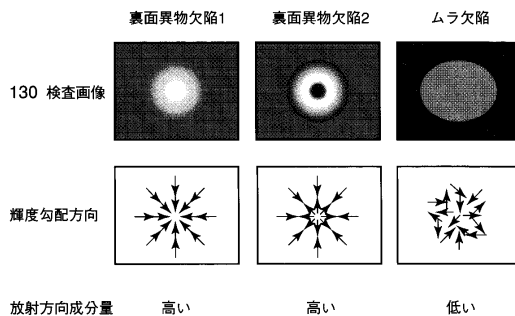 裏面異物欠陥1 裏面異物欠陥2 ムラ欠陥
130 検査画像
輝度勾配方向
放射方向成分量 高い 高い 低い